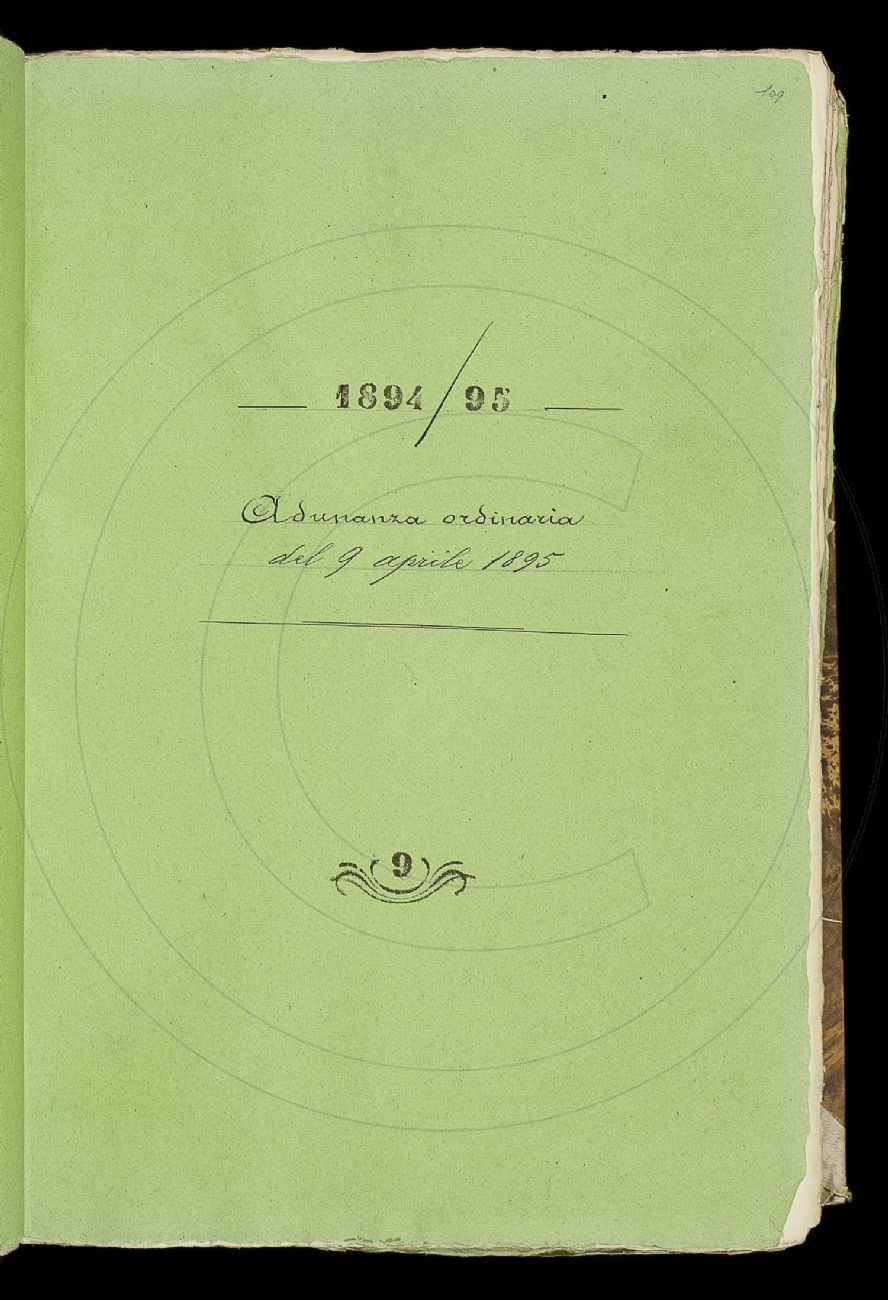 109
1894/95
Adunanza ordinaria
del 9 aprile 1895
9